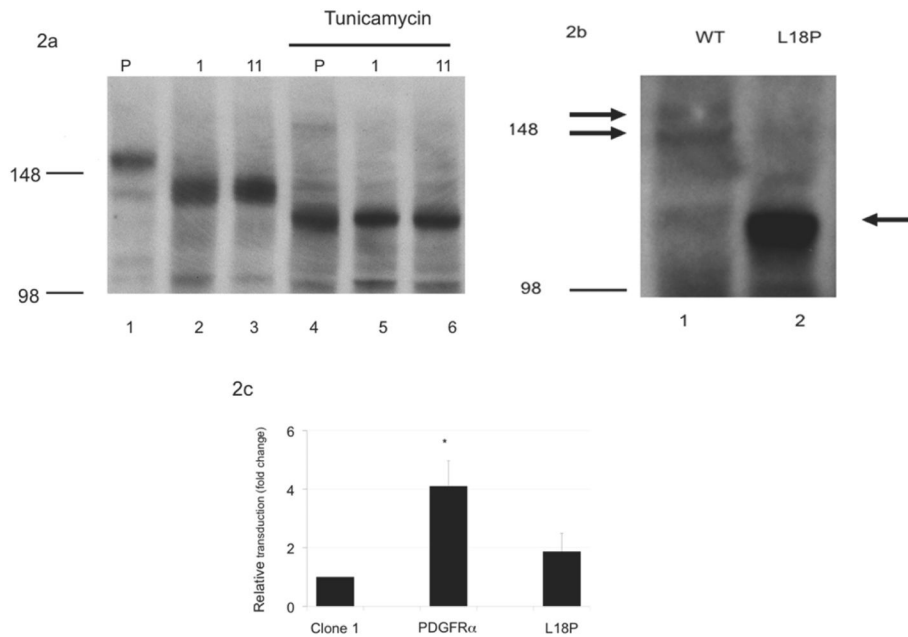 Tunicamycin
2a
P 1 11 P 1 11
148
98
1 2 3 4 5 6
2b
WT L18P
148
98
1 2
2c
Relative transduction (fold change)
6
4
2
0
*
Clone 1 PDGFRα L18P